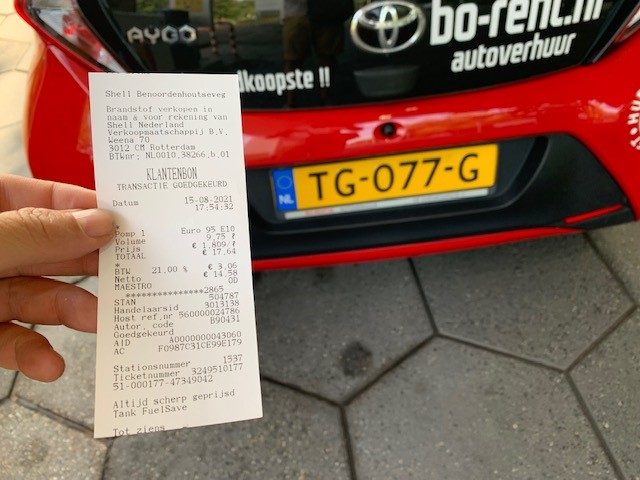 AYGO
TOYOTA
bo-rent.nl
autoverhuur
dkoopste !!
NL
TG-077-G
Shell Benoordenhoutseweg
Brandstof verkopen in
naam & voor rekening van
Shell Nederland
Verkoopmaatschappij B.V.
Weena 70
3012 CM Rotterdam
BTWnr: NL0010.38266.b.01
KLANTENBON
TRANSACTIE GOEDGEKEURD
Datum 15-08-2021
17:54:32
*
Pomp 1 Euro 95 E10
Volume 9,75 ℓ
Prijs € 1,809/ℓ
TOTAAL € 17,64
*
BTW 21.00 % € 3,06
Netto € 14,58
MAESTRO 0D
***************2865
STAN 504787
Handelaarsid 3013138
Host ref.nr 560000024786
Autor. code B90431
Goedgekeurd
AID A0000000043060
AC F0987C31CE99E179
Stationsnummer 1537
Ticketnummer 3249510177
51-000177-47349042
Altijd scherp geprijsd
Tank FuelSave
Tot ziens